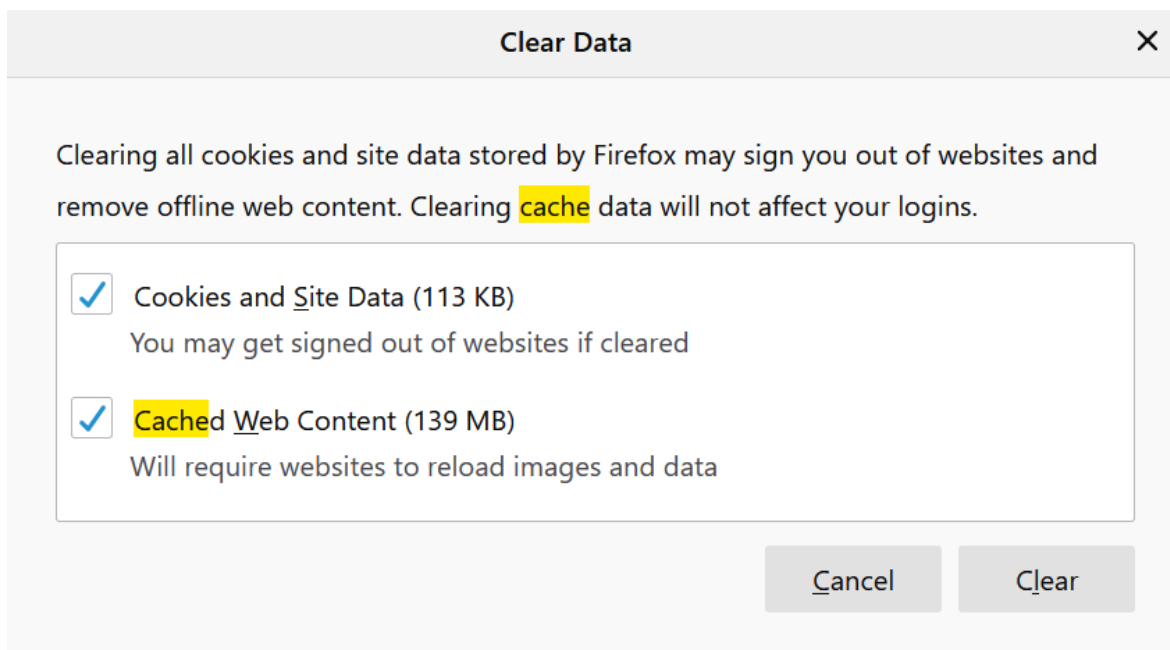 Clear Data
Clearing all cookies and site data stored by Firefox may sign you out of websites and
remove offline web content. Clearing cache data will not affect your logins.
Cookies and Site Data (113 KB)
You may get signed out of websites if cleared
Cached Web Content (139 MB)
Will require websites to reload images and data
Cancel
Clear